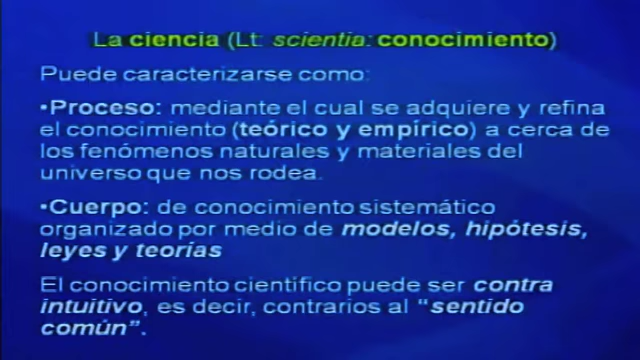 La ciencia (Lt: scientia: conocimiento)
Puede caracterizarse como:
•Proceso: mediante el cual se adquiere y refina
el conocimiento (teórico y empírico) a cerca de
los fenómenos naturales y materiales del
universo que nos rodea.
•Cuerpo: de conocimiento sistemático
organizado por medio de modelos, hipótesis,
leyes y teorías
El conocimiento científico puede ser contra
intuitivo, es decir, contrarios al “sentido
común”.